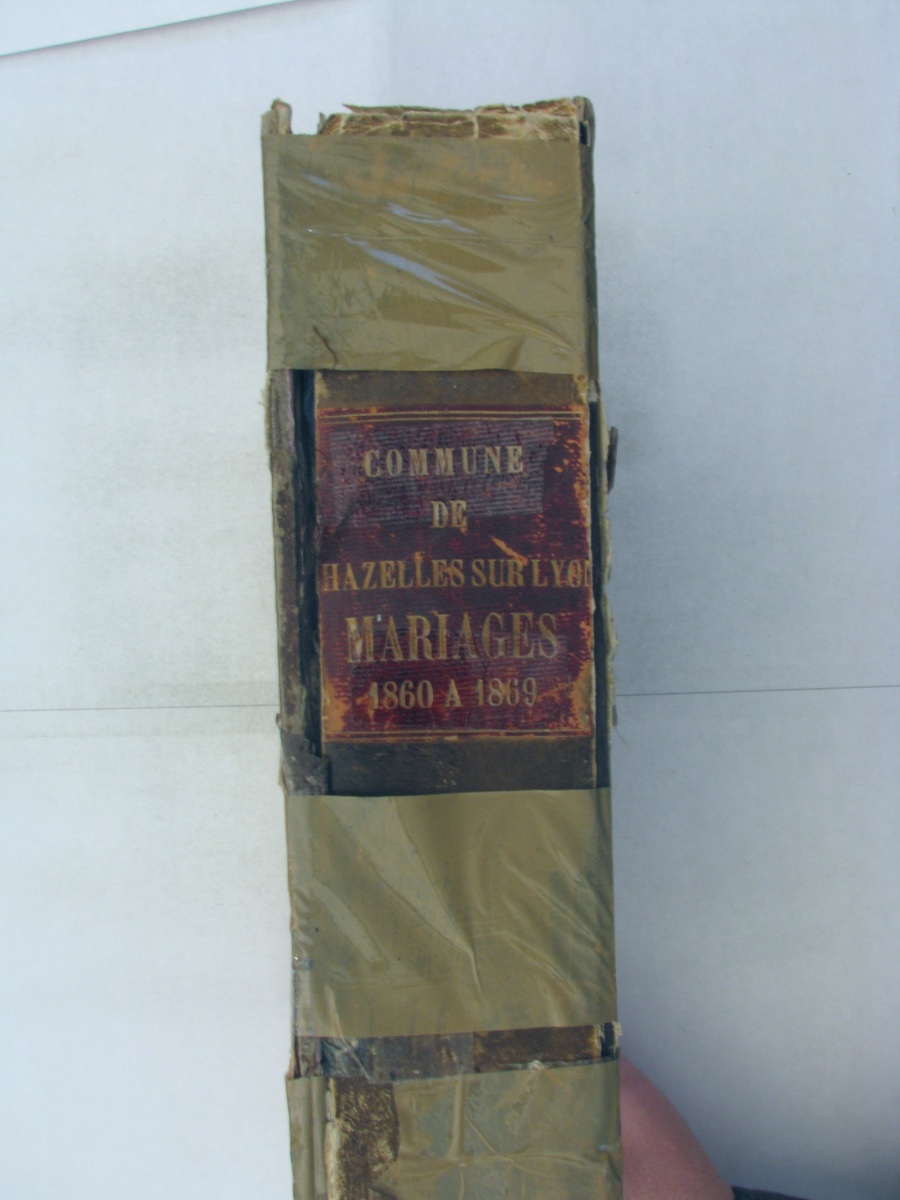 COMMUNE
DE
HAZELLES SUR LYO
MARIAGES
1860 A 1869